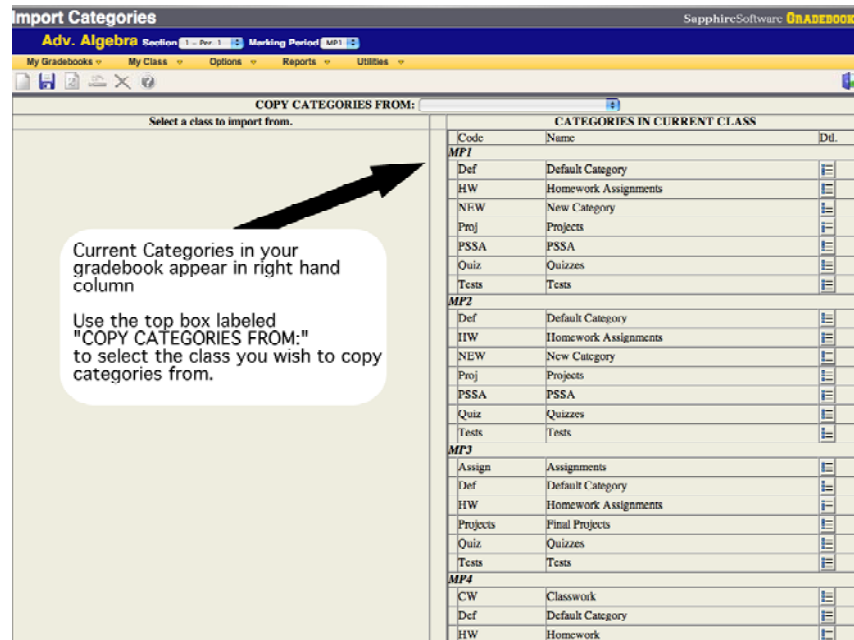 Import Categories
SapphireSoftware GRADEBOOK
Adv. Algebra Section 1 - Per. 1 Marking Period MP1
My Gradebooks My Class Options Reports Utilities
COPY CATEGORIES FROM:
Select a class to import from.
CATEGORIES IN CURRENT CLASS
Code Name Dtl.
MP1
Def Default Category
HW Homework Assignments
NEW New Category
Proj Projects
PSSA PSSA
Quiz Quizzes
Tests Tests
MP2
Def Default Category
HW Homework Assignments
NEW New Category
Proj Projects
PSSA PSSA
Quiz Quizzes
Tests Tests
MP3
Assign Assignments
Def Default Category
HW Homework Assignments
Projects Final Projects
Quiz Quizzes
Tests Tests
MP4
CW Classwork
Def Default Category
HW Homework
Current Categories in your
gradebook appear in right hand
column
Use the top box labeled
"COPY CATEGORIES FROM:"
to select the class you wish to copy
categories from.